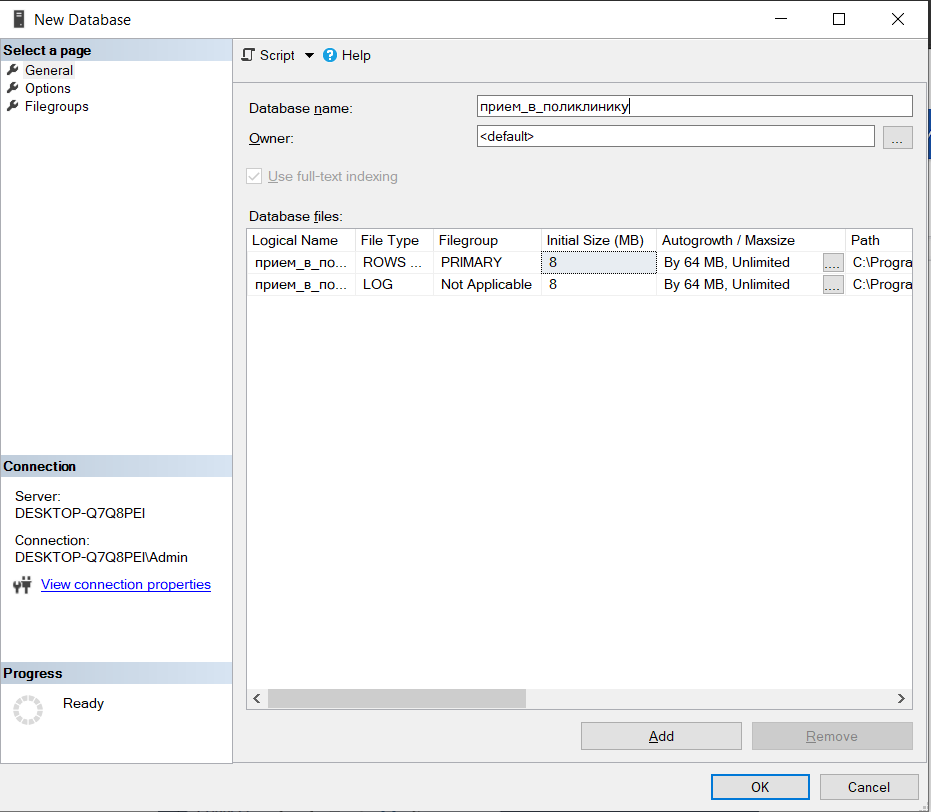 New Database
Select a page
General
Options
Filegroups
Script
Help
Database name:
прием_в_поликлинику
Owner:
<default>
...
Use full-text indexing
Database files:
Logical Name File Type Filegroup Initial Size (MB) Autogrowth / Maxsize Path
прием_в_по... ROWS ... PRIMARY 8 By 64 MB, Unlimited .... C:\Progra
прием_в_по... LOG Not Applicable 8 By 64 MB, Unlimited .... C:\Progra
Connection
Server:
DESKTOP-Q7Q8PEI
Connection:
DESKTOP-Q7Q8PEI\Admin
View connection properties
Progress
Ready
Add
Remove
OK
Cancel